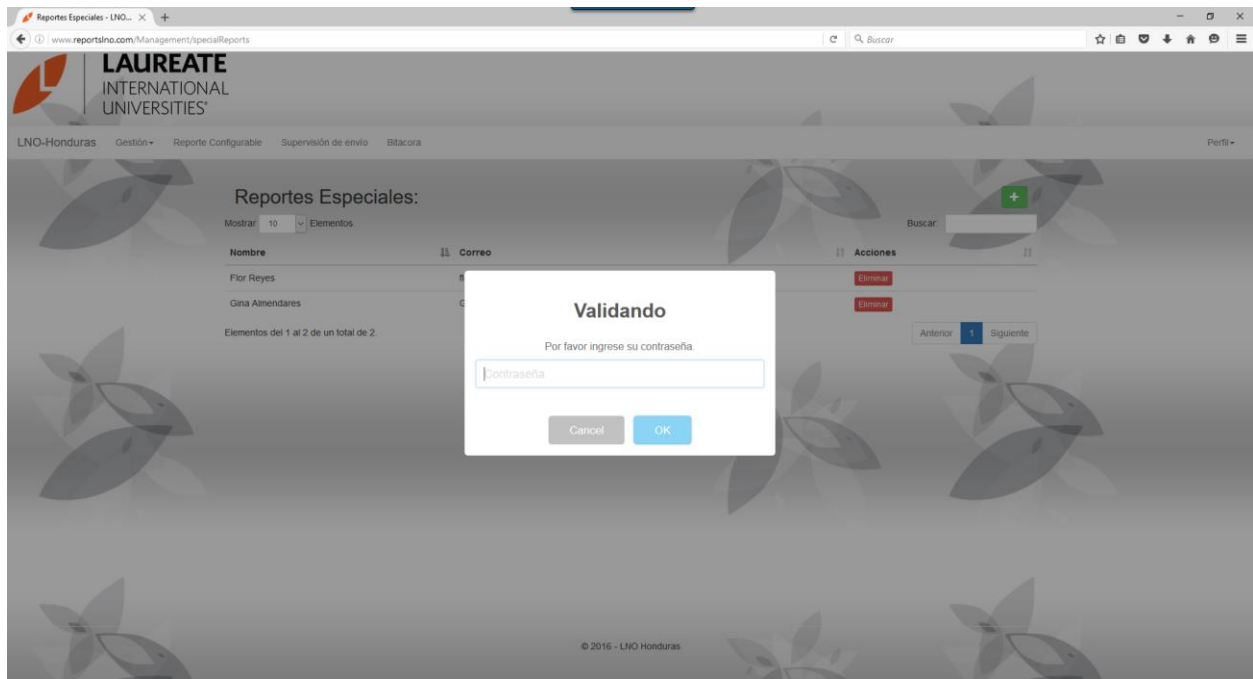 Reportes Especiales - LNO...
www.reportslno.com/Management/specialReports
Buscar
LAUREATE
INTERNATIONAL
UNIVERSITIES
LNO-Honduras Gestión Reporte Configurable Supervisión de envío Bitacora Perfil
Reportes Especiales:
Mostrar 10 Elementos Buscar:
Nombre Correo Acciones
Flor Reyes Eliminar
Gina Almendares Eliminar
Elementos del 1 al 2 de un total de 2. Anterior 1 Siguiente
Validando
Por favor ingrese su contraseña.
Contraseña
Cancel OK
© 2016 - LNO Honduras